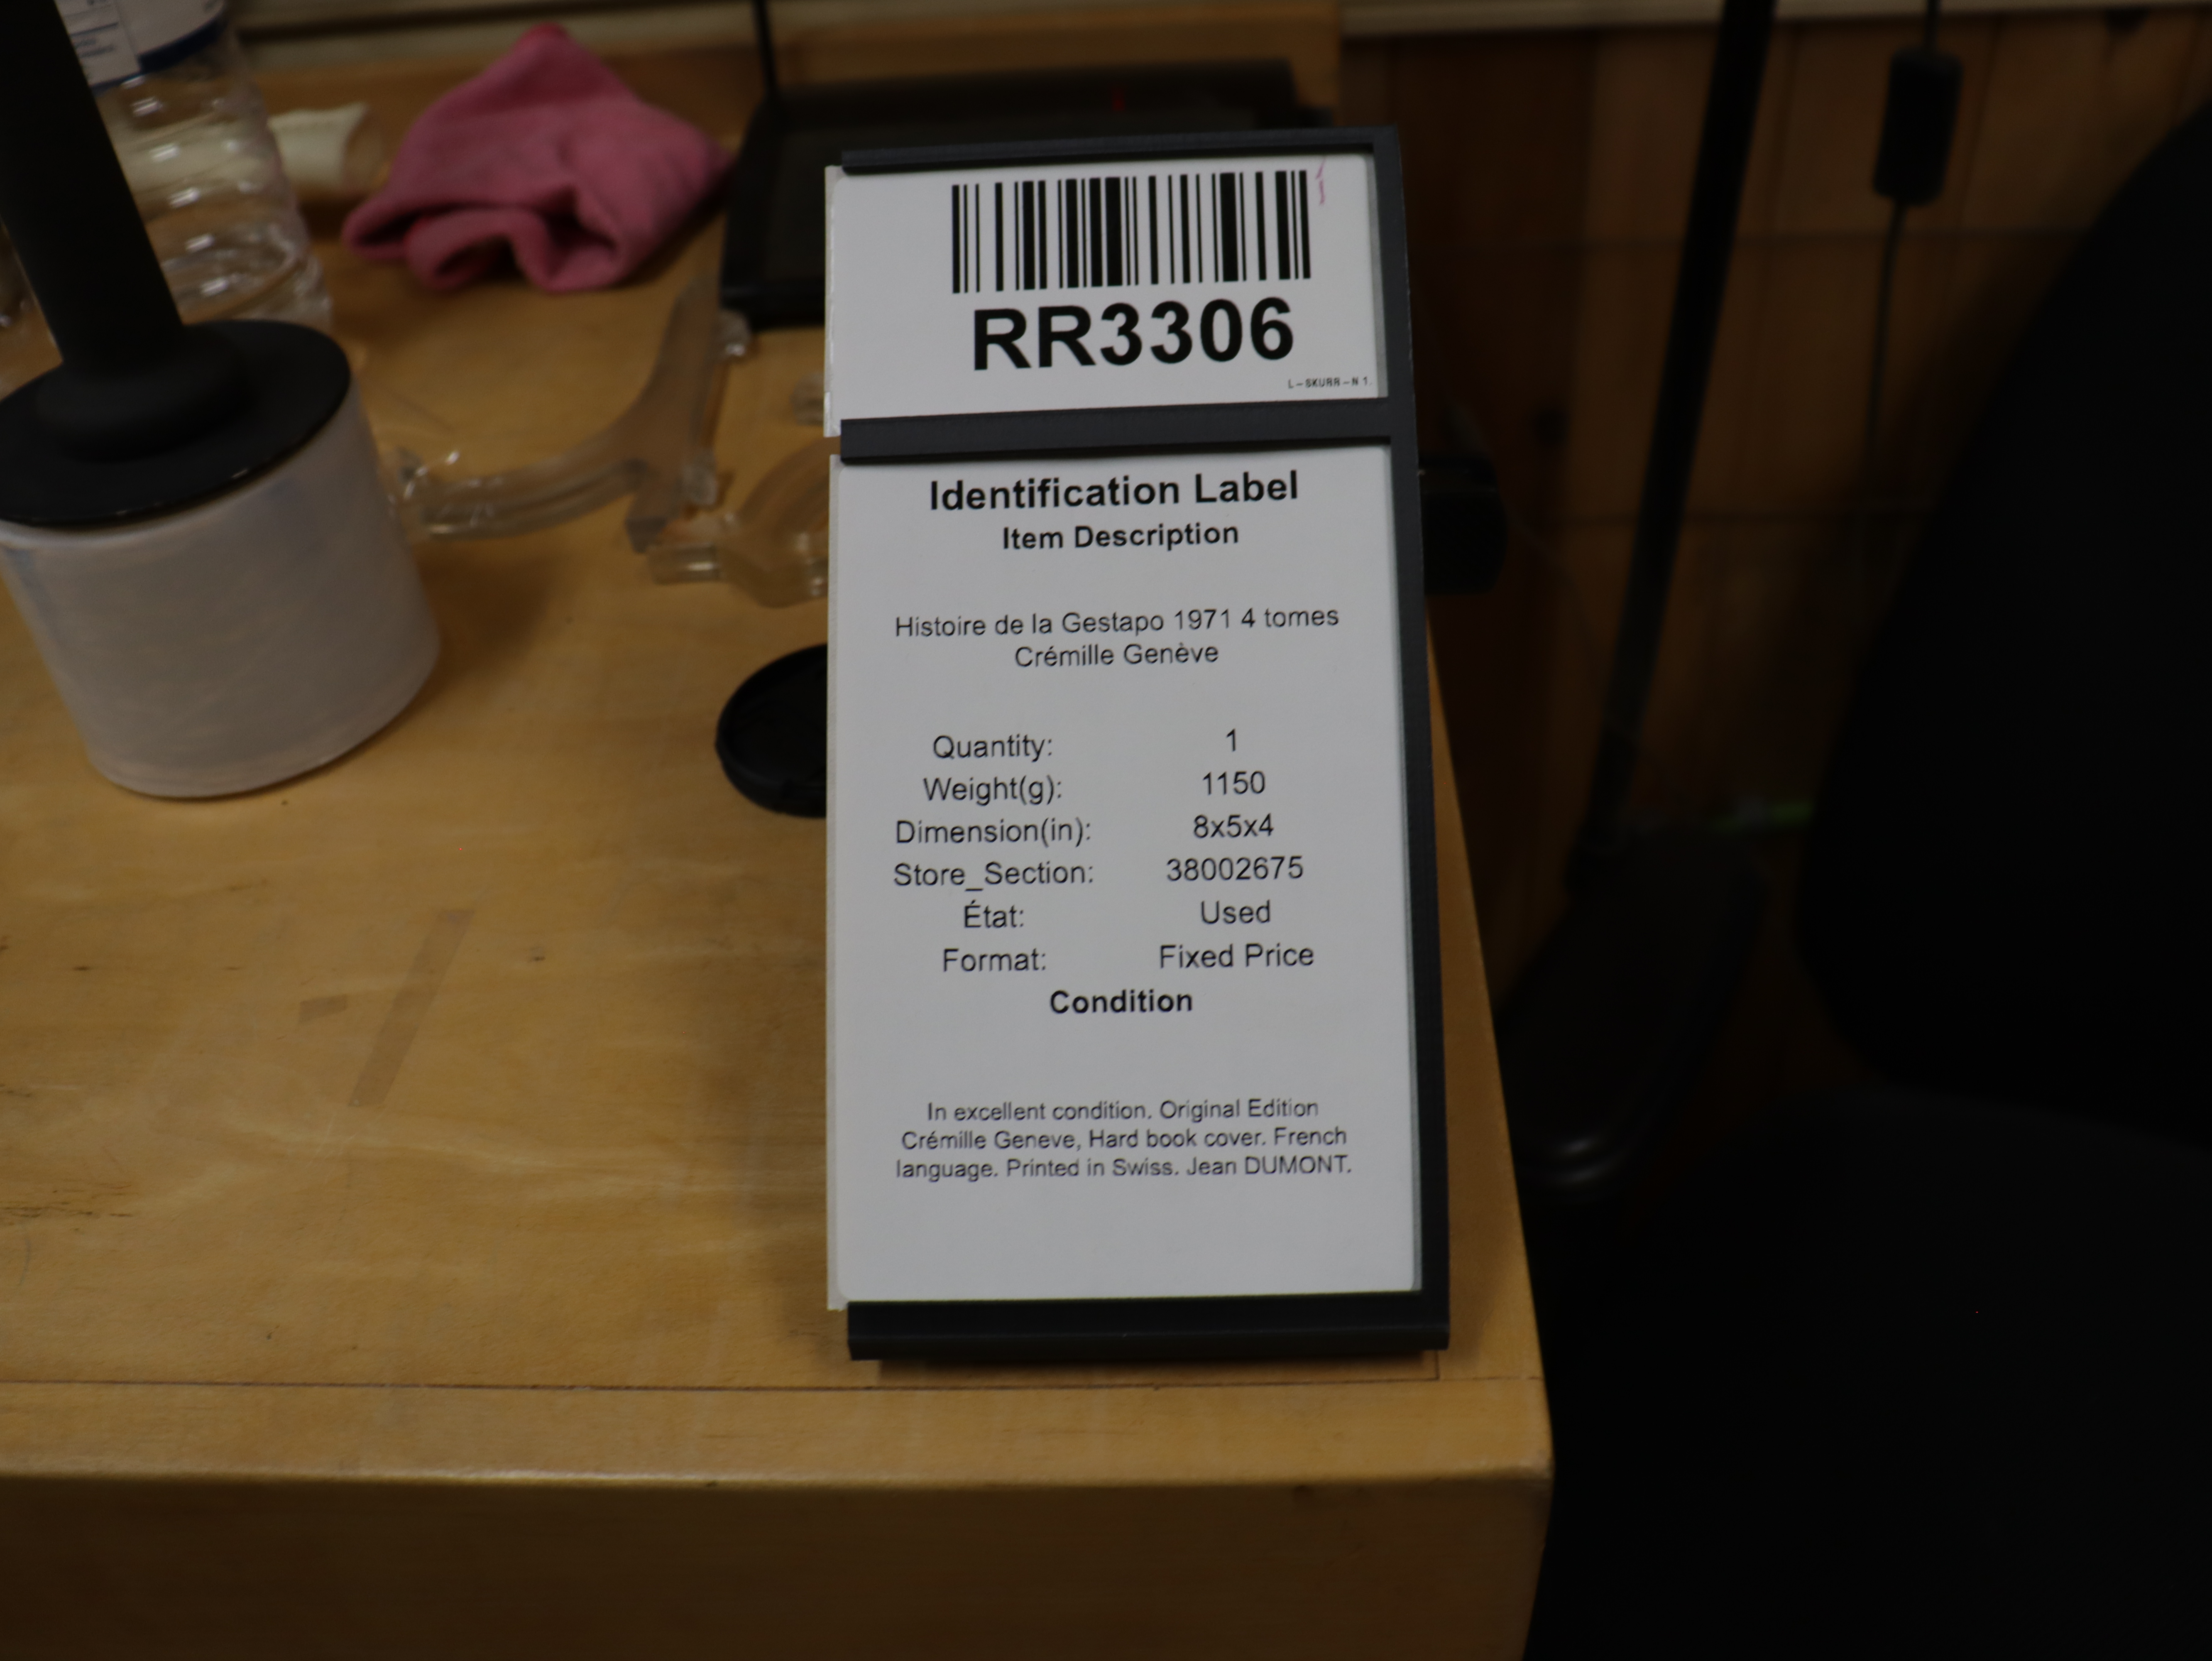 RR3306
L-SKURR-N 1.
Identification Label
Item Description
Histoire de la Gestapo 1971 4 tomes
Crémille Genève
Quantity: 1
Weight(g): 1150
Dimension(in): 8x5x4
Store_Section: 38002675
État: Used
Format: Fixed Price
Condition
In excellent condition. Original Edition
Crémille Geneve, Hard book cover. French
language. Printed in Swiss. Jean DUMONT.